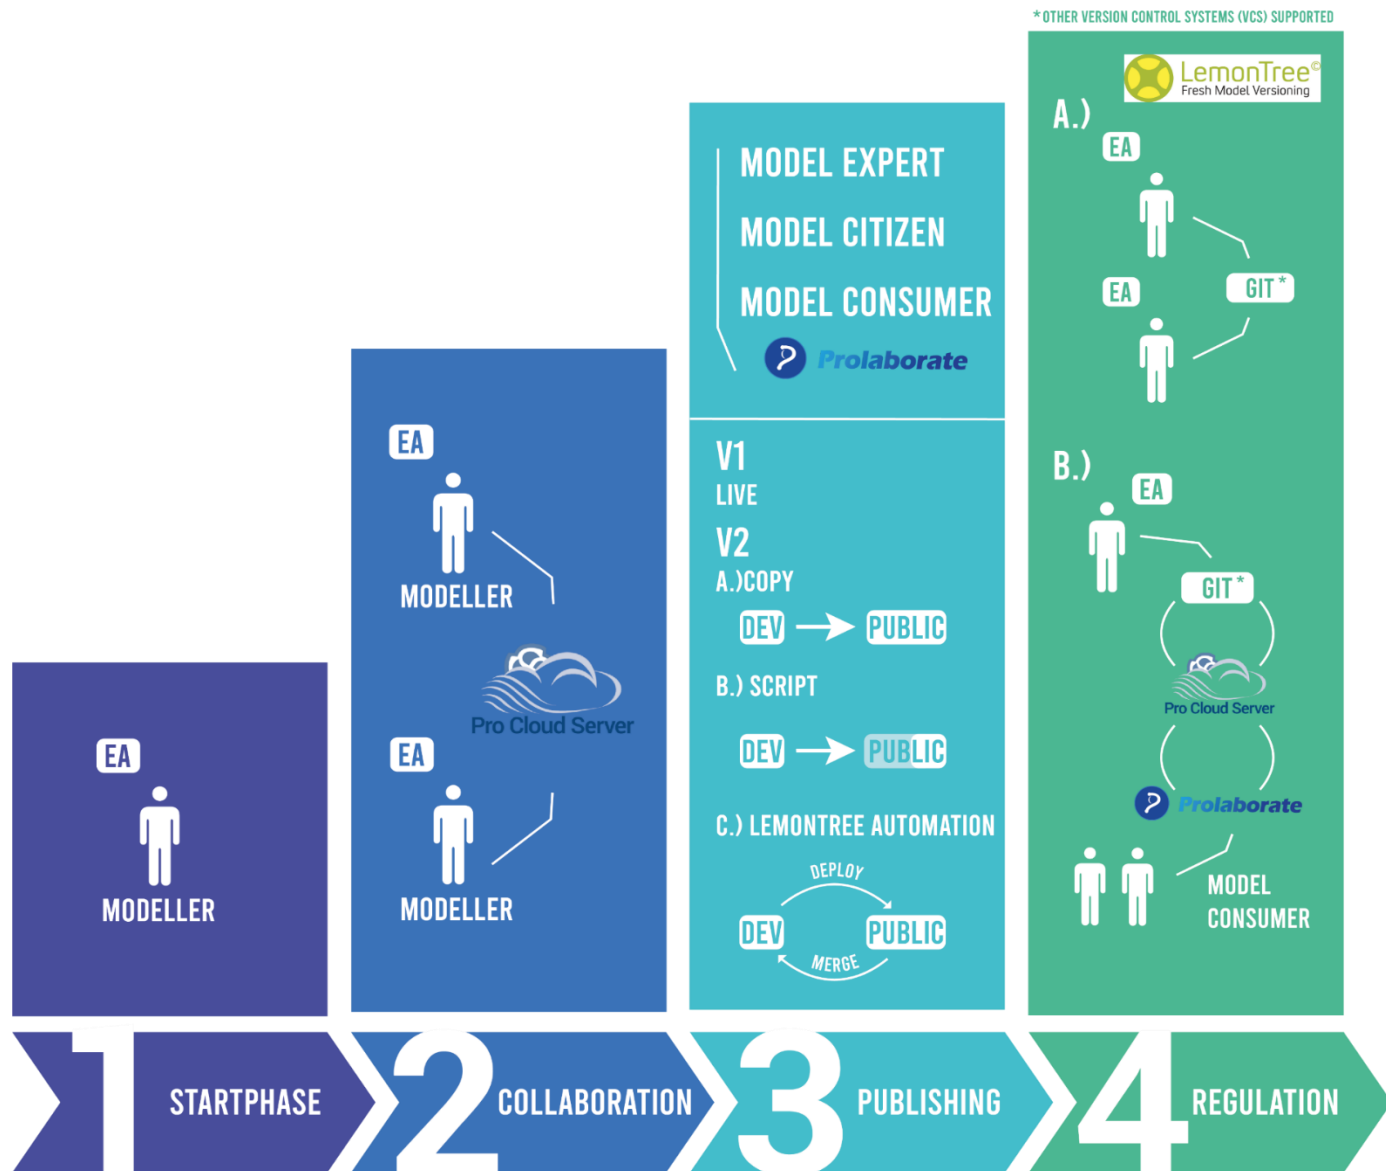 *OTHER VERSION CONTROL SYSTEMS (VCS) SUPPORTED
EA
MODELLER
EA
MODELLER
Pro Cloud Server
EA
MODELLER
MODEL EXPERT
MODEL CITIZEN
MODEL CONSUMER
Prolaborate
V1
LIVE
V2
A.)COPY
DEV
PUBLIC
B.) SCRIPT
DEV
PUBLIC
C.) LEMONTREE AUTOMATION
DEPLOY
DEV
PUBLIC
MERGE
LemonTree©
Fresh Model Versioning
A.)
EA
EA
GIT*
B.)
EA
GIT*
Pro Cloud Server
Prolaborate
MODEL
CONSUMER
1 STARTPHASE
2 COLLABORATION
3 PUBLISHING
4 REGULATION